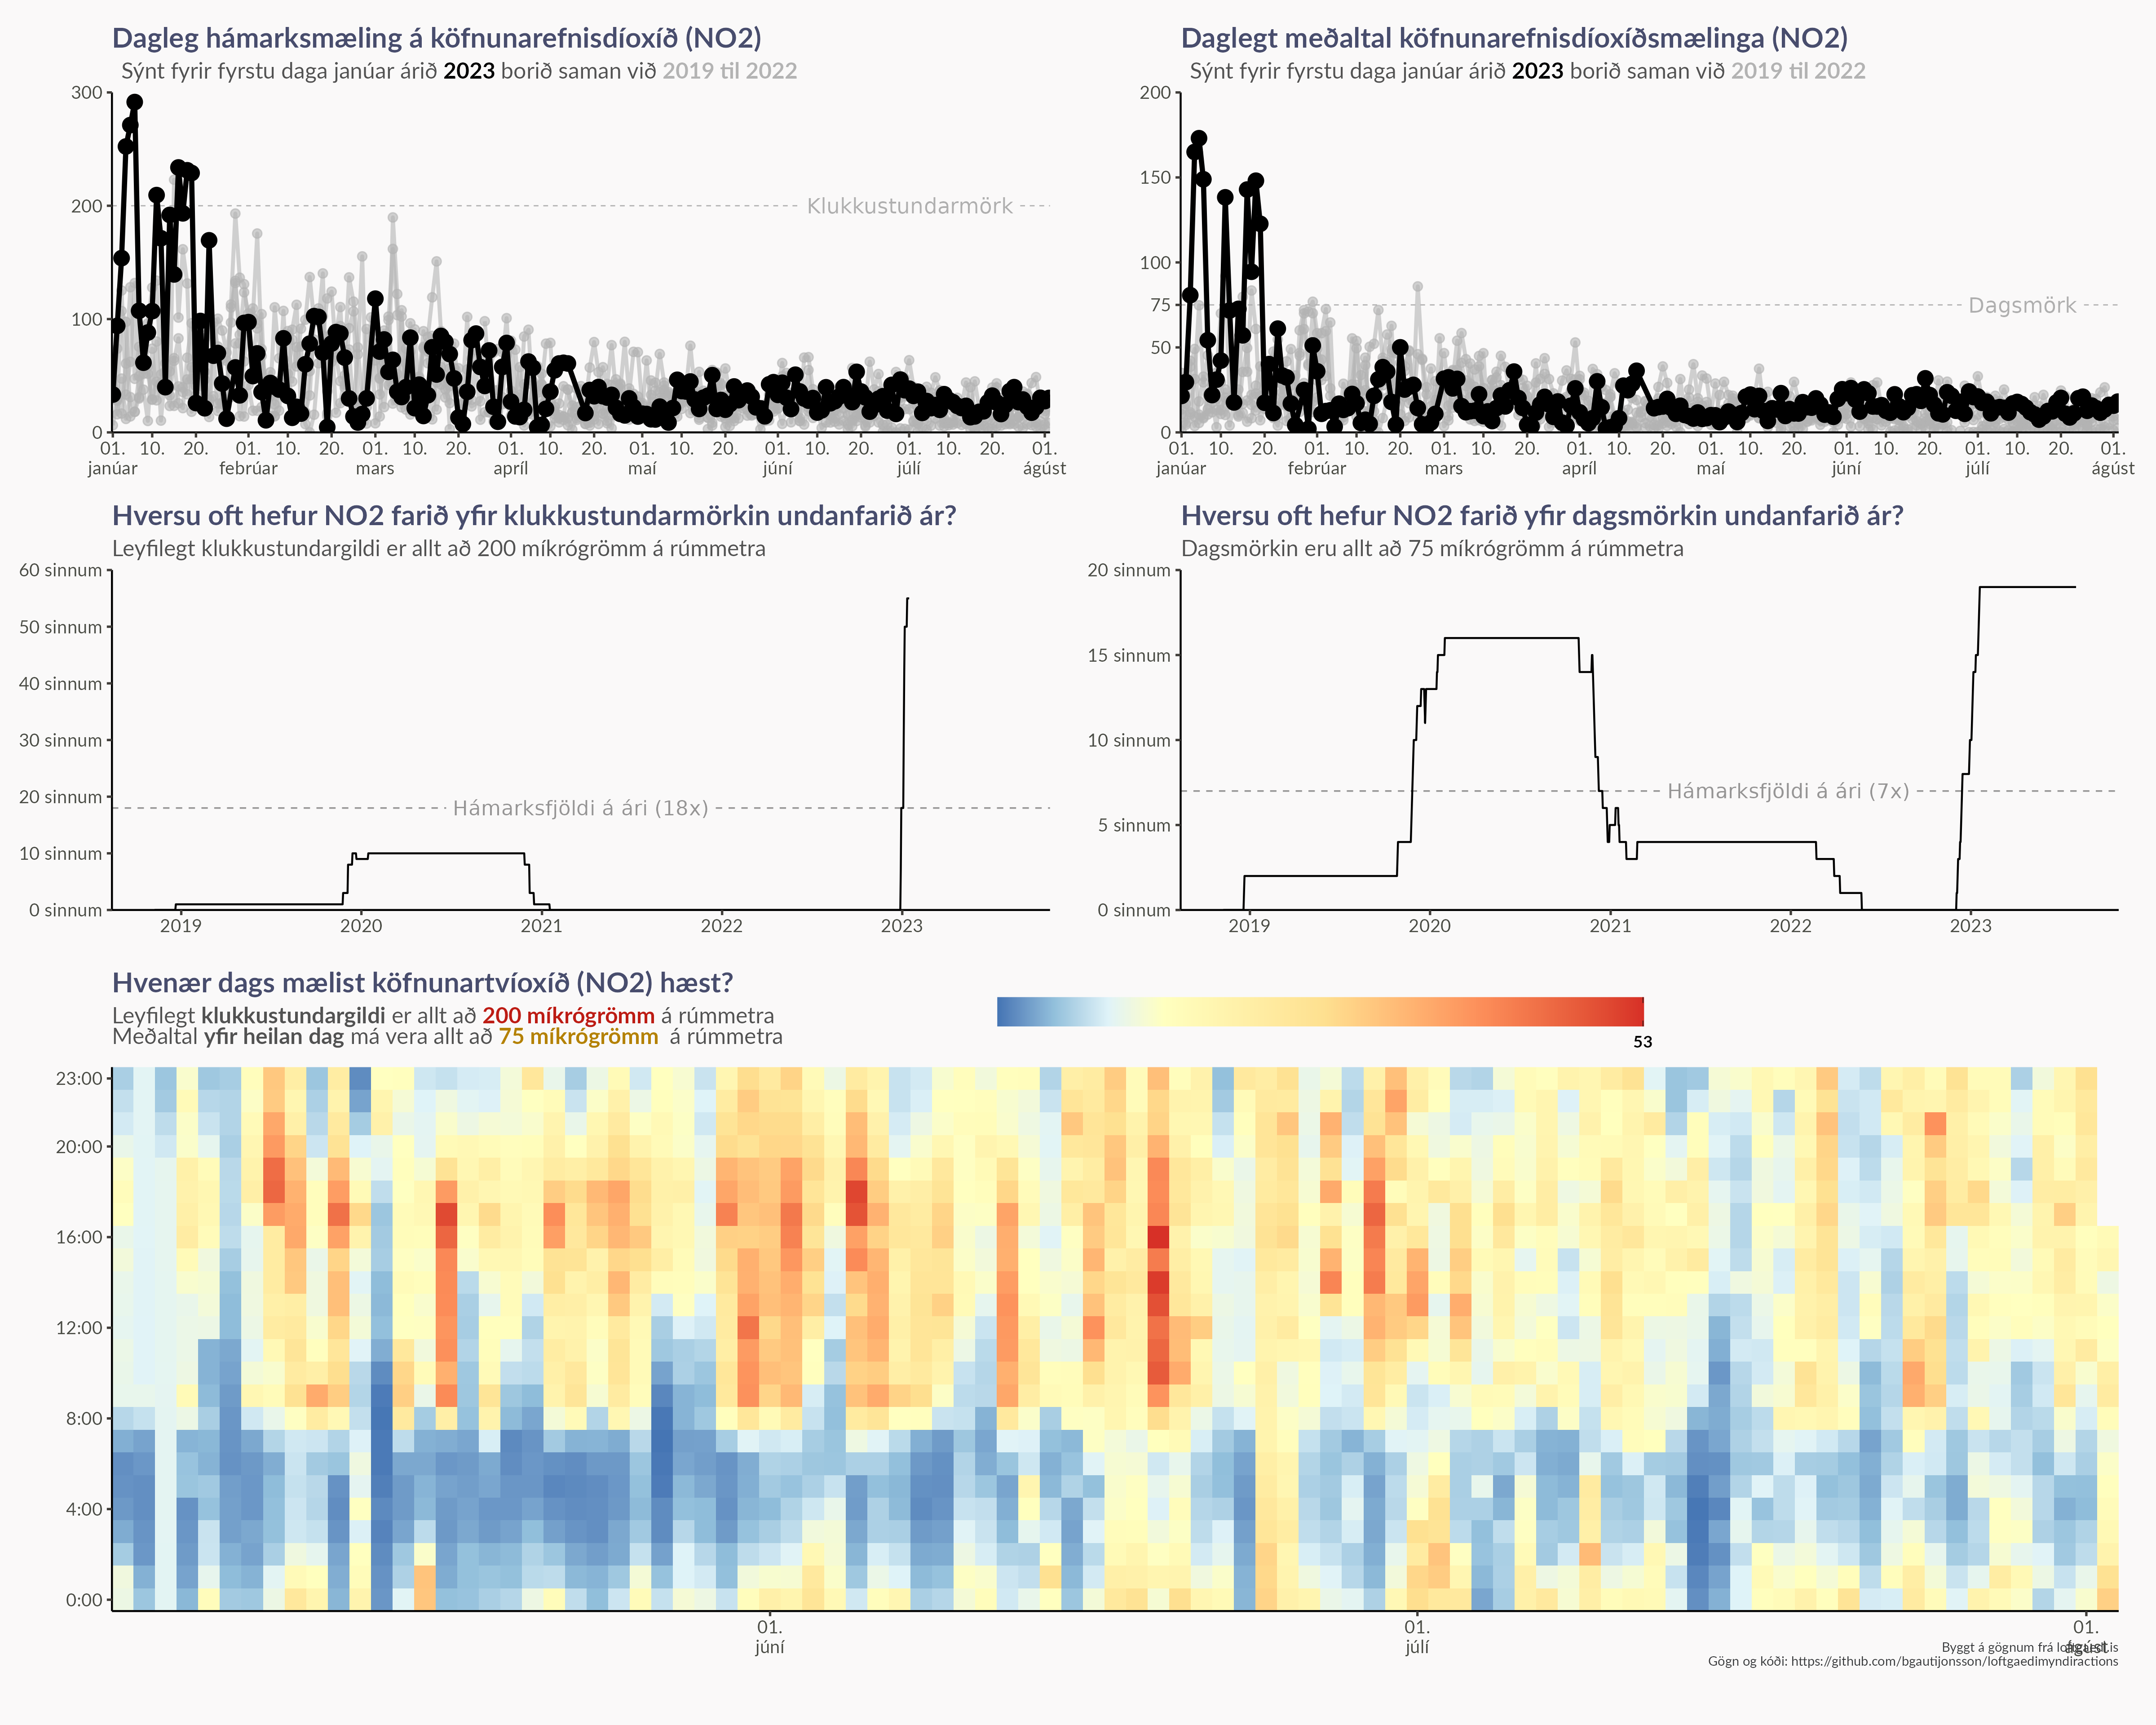 Dagleg hámarksmæling á köfnunarefnisdíoxíð (NO2)
Sýnt fyrir fyrstu daga janúar árið 2023 borið saman við 2019 til 2022
300
200
100
0
Klukkustundarmörk
01. 10. 20. 01. 10. 20. 01. 10. 20. 01. 10. 20. 01. 10. 20. 01. 10. 20. 01. 10. 20. 01.
janúar febrúar mars apríl maí júní júlí ágúst
Daglegt meðaltal köfnunarefnisdíoxíðsmælinga (NO2)
Sýnt fyrir fyrstu daga janúar árið 2023 borið saman við 2019 til 2022
200
150
100
75
50
0
Dagsmörk
01. 10. 20. 01. 10. 20. 01. 10. 20. 01. 10. 20. 01. 10. 20. 01. 10. 20. 01. 10. 20. 01.
janúar febrúar mars apríl maí júní júlí ágúst
Hversu oft hefur NO2 farið yfir klukkustundarmörkin undanfarið ár?
Leyfilegt klukkustundargildi er allt að 200 míkrógrömm á rúmmetra
60 sinnum
50 sinnum
40 sinnum
30 sinnum
20 sinnum
10 sinnum
0 sinnum
Hámarksfjöldi á ári (18x)
2019 2020 2021 2022 2023
Hversu oft hefur NO2 farið yfir dagsmörkin undanfarið ár?
Dagsmörkin eru allt að 75 míkrógrömm á rúmmetra
20 sinnum
15 sinnum
10 sinnum
5 sinnum
0 sinnum
Hámarksfjöldi á ári (7x)
2019 2020 2021 2022 2023
Hvenær dags mælist köfnunartvíoxíð (NO2) hæst?
Leyfilegt klukkustundargildi er allt að 200 míkrógrömm á rúmmetra
Meðaltal yfir heilan dag má vera allt að 75 míkrógrömm á rúmmetra
53
23:00
20:00
16:00
12:00
8:00
4:00
0:00
01. 01. 01.
júní júlí ágúst
Byggt á gögnum frá loftgaedi.is
Gögn og kóði: https://github.com/bgautijonsson/loftgaedimyndiractions